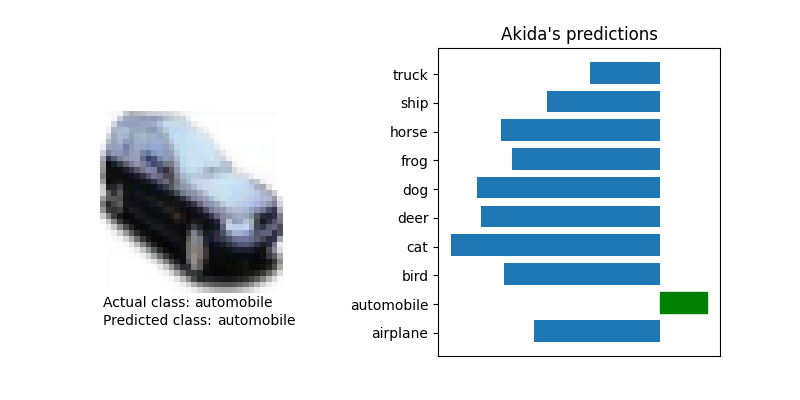 Akida's predictions
truck
ship
horse
frog
dog
deer
cat
bird
automobile
airplane
Actual class: automobile
Predicted class: automobile